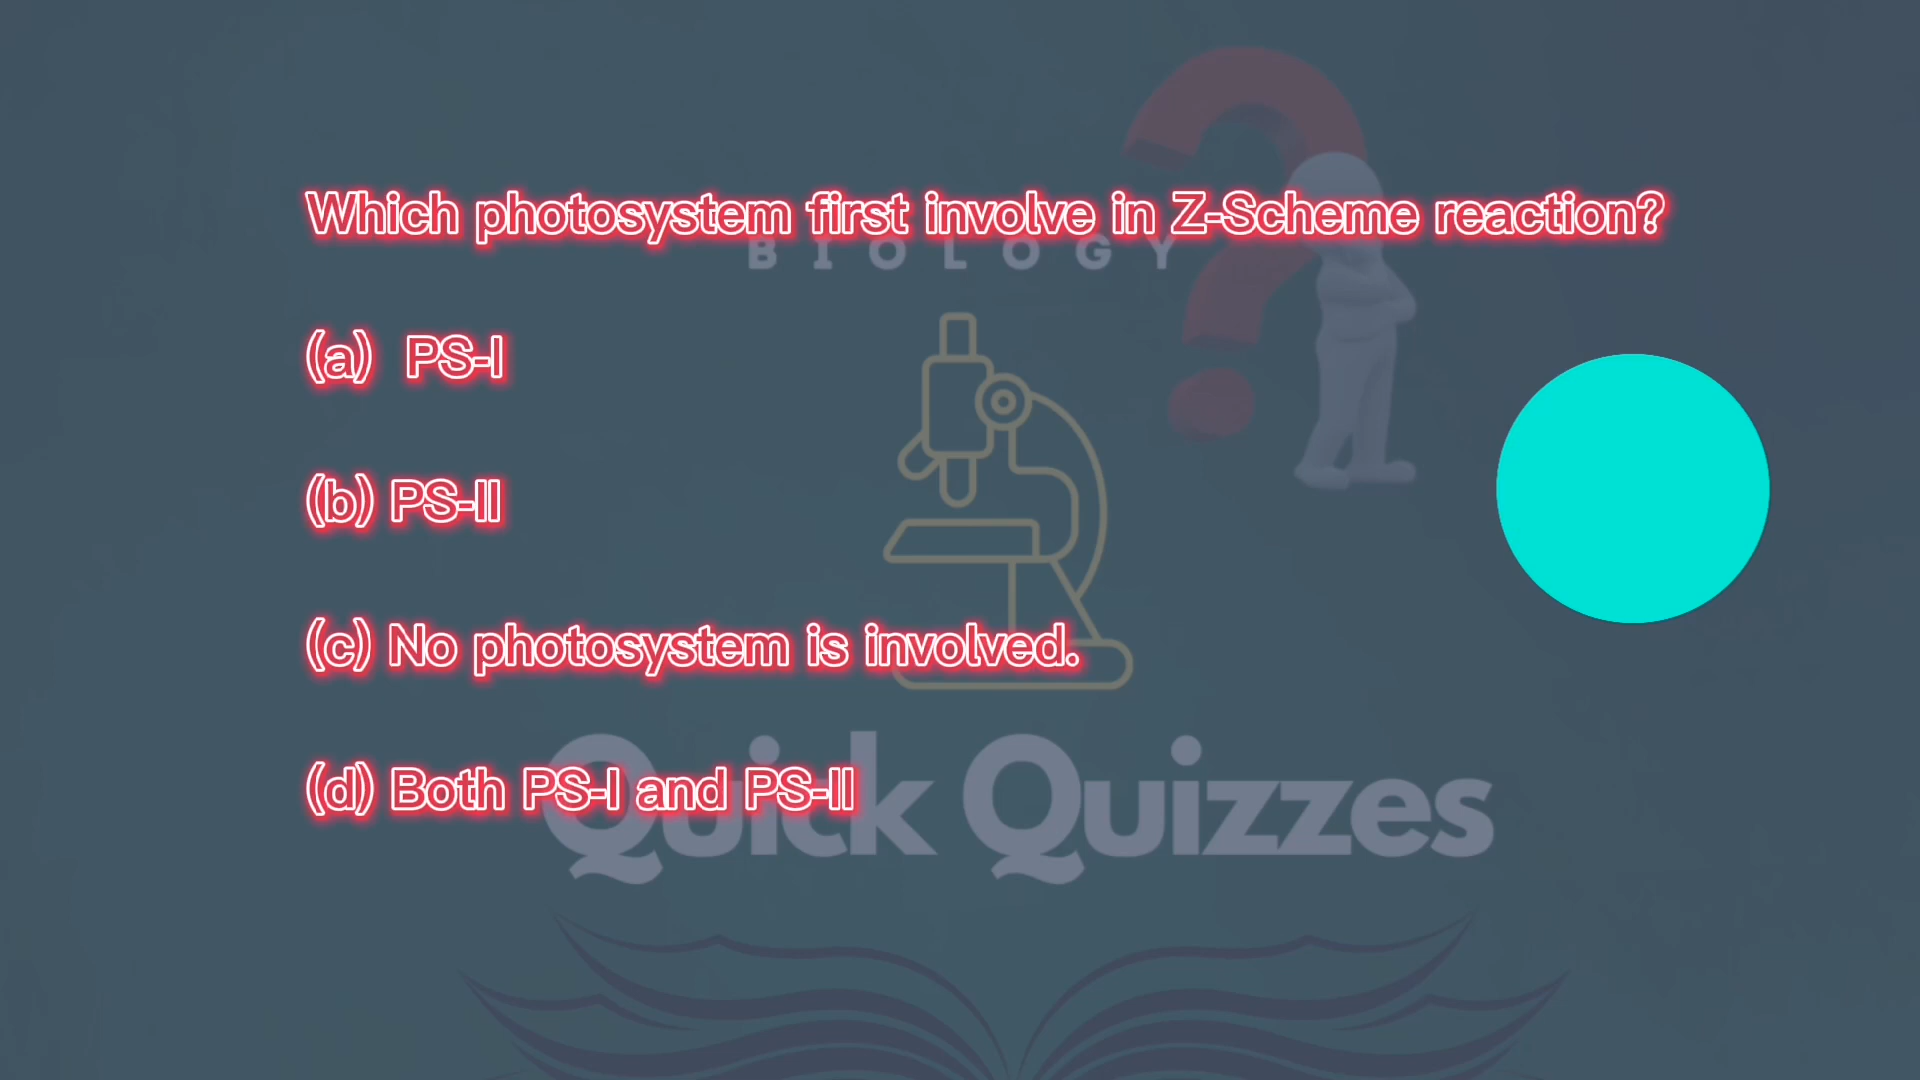 Which photosystem first involve in Z-Scheme reaction?
BIOLOGY
(a) PS-I
(b) PS-II
(c) No photosystem is involved.
(d) Both PS-I and PS-II
Quick Quizzes